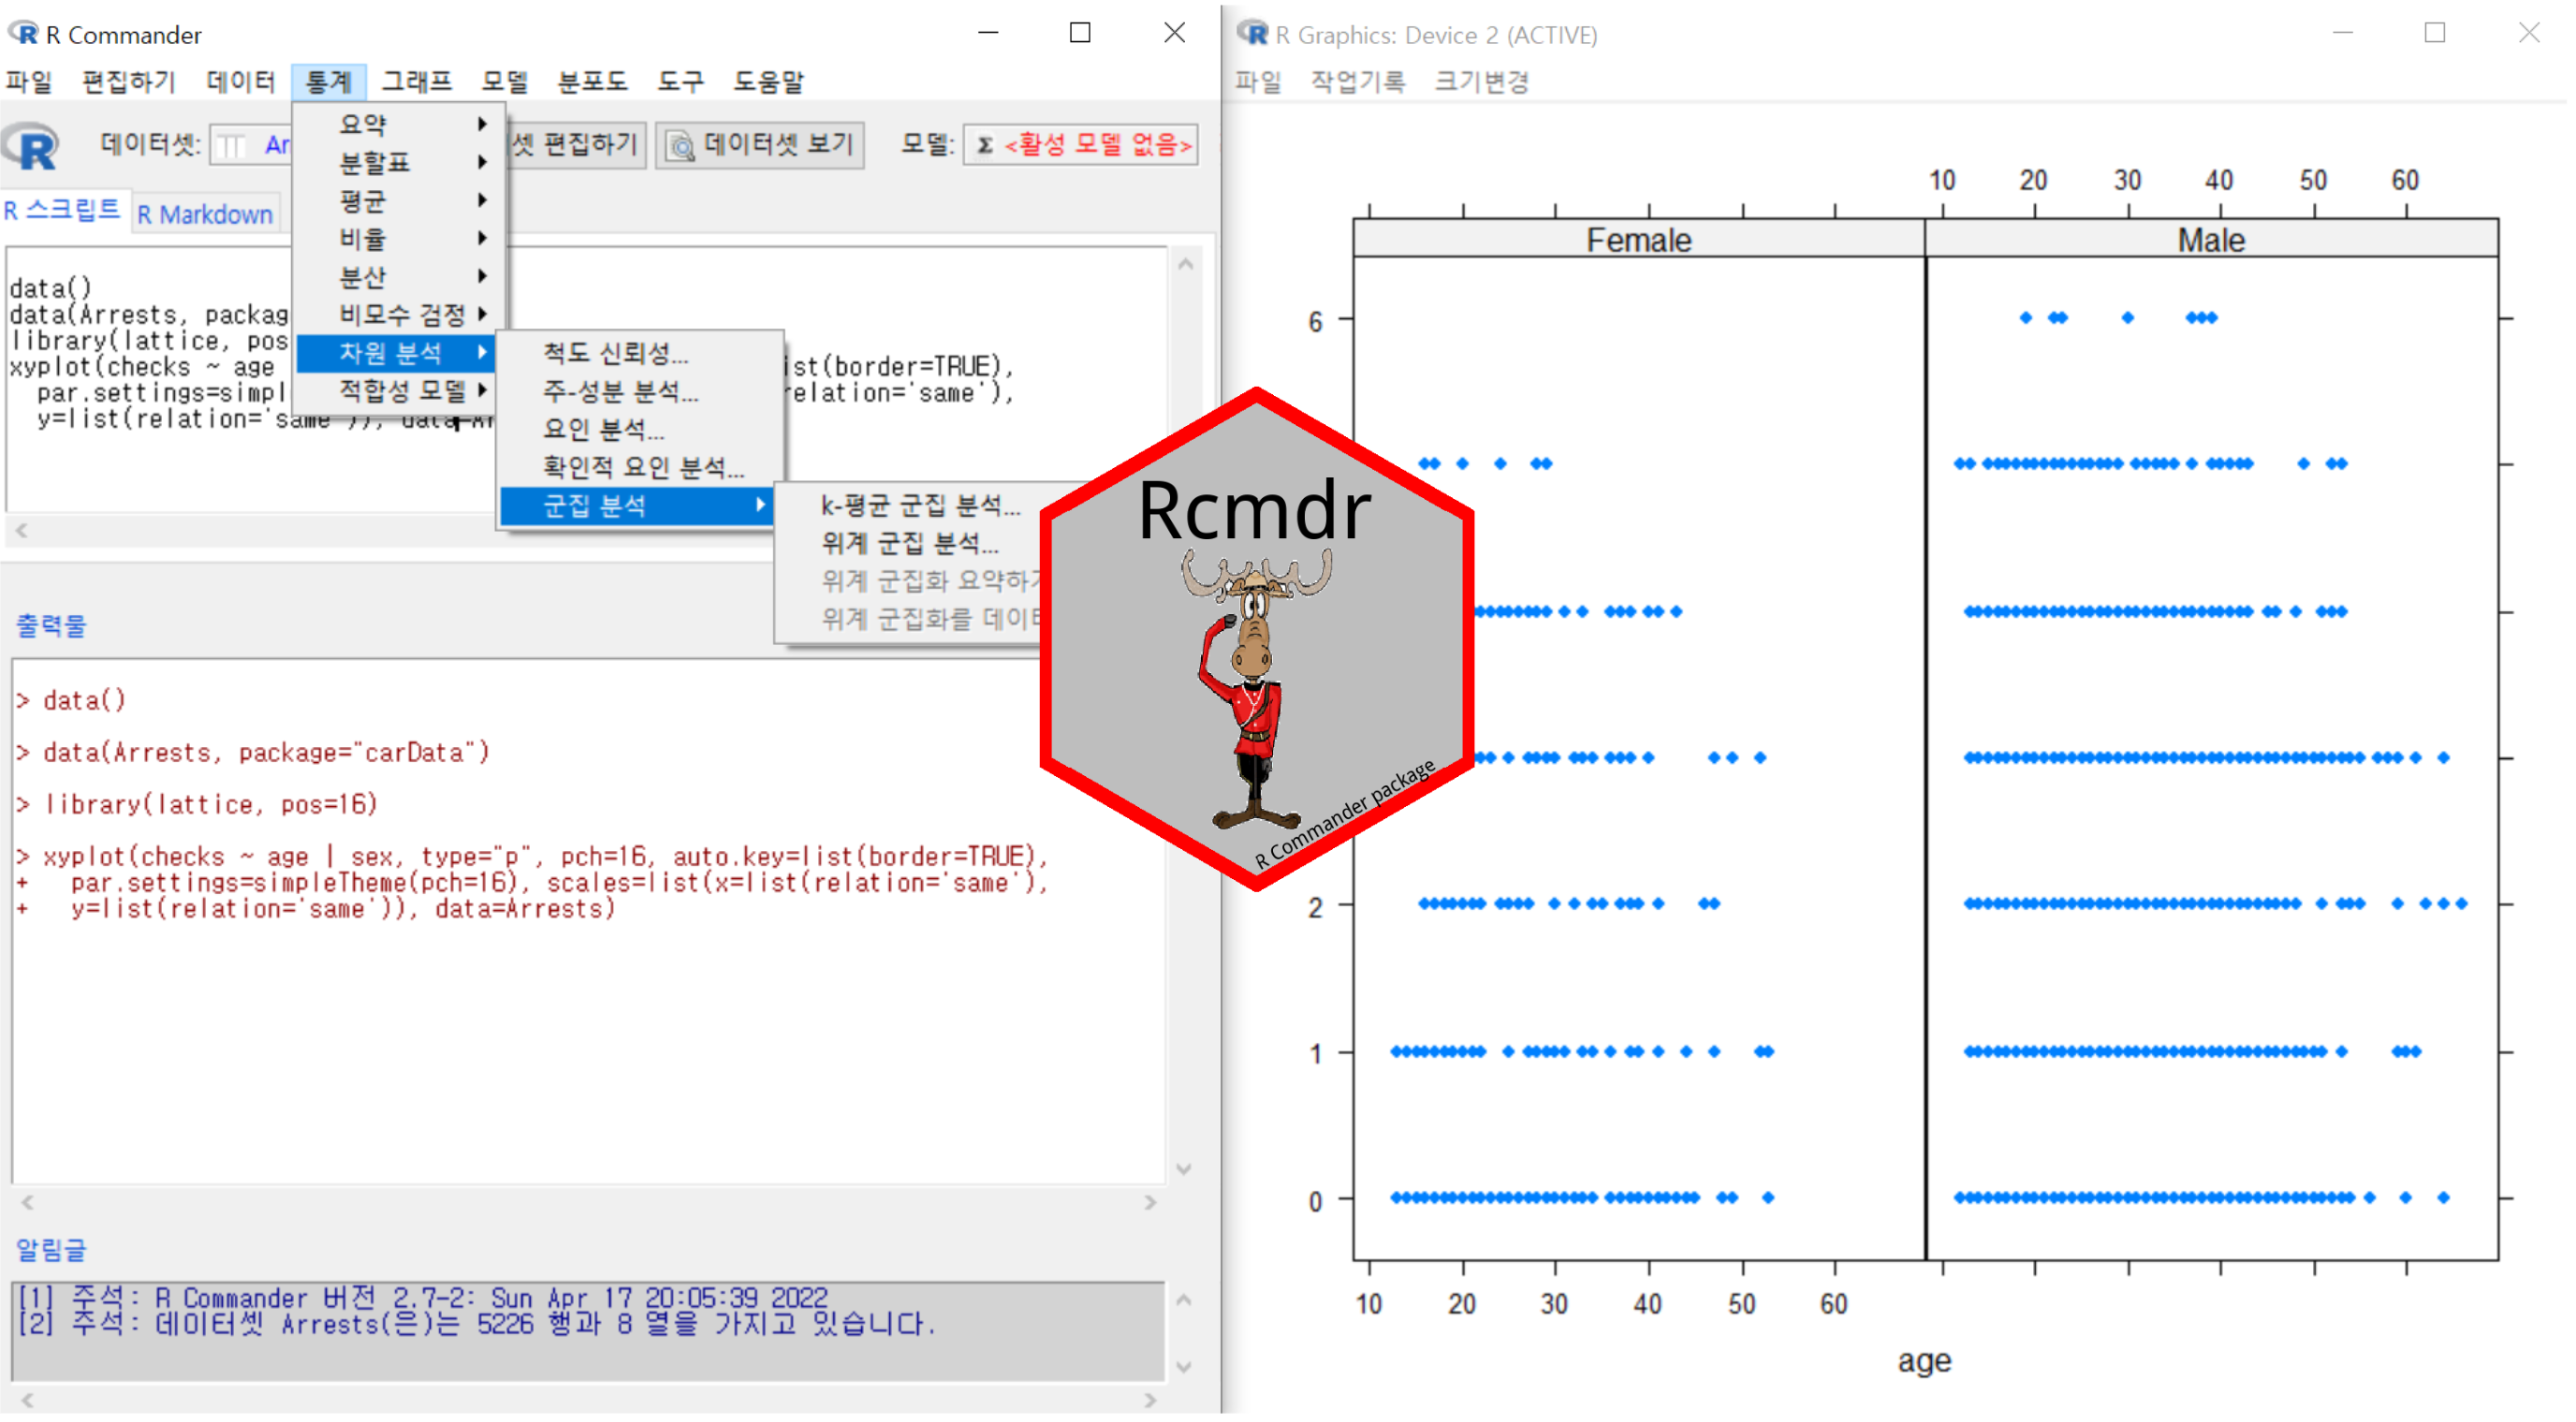 R Commander
파일 편집하기 데이터 통계 그래프 모델 분포도 도구 도움말
데이터셋: Ar
셋 편집하기
데이터셋 보기
모델: Σ <활성 모델 없음>
R 스크립트 R Markdown
요약
분할표
평균
비율
분산
비모수 검정
차원 분석
적합성 모델
척도 신뢰성...
주-성분 분석...
요인 분석...
확인적 요인 분석...
군집 분석
k-평균 군집 분석...
위계 군집 분석...
위계 군집화 요약하
위계 군집화를 데이터
data()
data(Arrests, packag
library(lattice, pos
xyplot(checks ~ age ist(border=TRUE),
par.settings=simpl relation='same'),
y=list(relation='same')), data=Ar
출력물
> data()
> data(Arrests, package="carData")
> library(lattice, pos=16)
> xyplot(checks ~ age | sex, type="p", pch=16, auto.key=list(border=TRUE),
+ par.settings=simpleTheme(pch=16), scales=list(x=list(relation='same'),
+ y=list(relation='same')), data=Arrests)
알림글
[1] 주석: R Commander 버전 2.7-2: Sun Apr 17 20:05:39 2022
[2] 주석: 데이터셋 Arrests(은)는 5226 행과 8 열을 가지고 있습니다.
Rcmdr
R Commander package
R Graphics: Device 2 (ACTIVE)
파일 작업기록 크기변경
10 20 30 40 50 60
Female Male
6
2
1
0
10 20 30 40 50 60
age